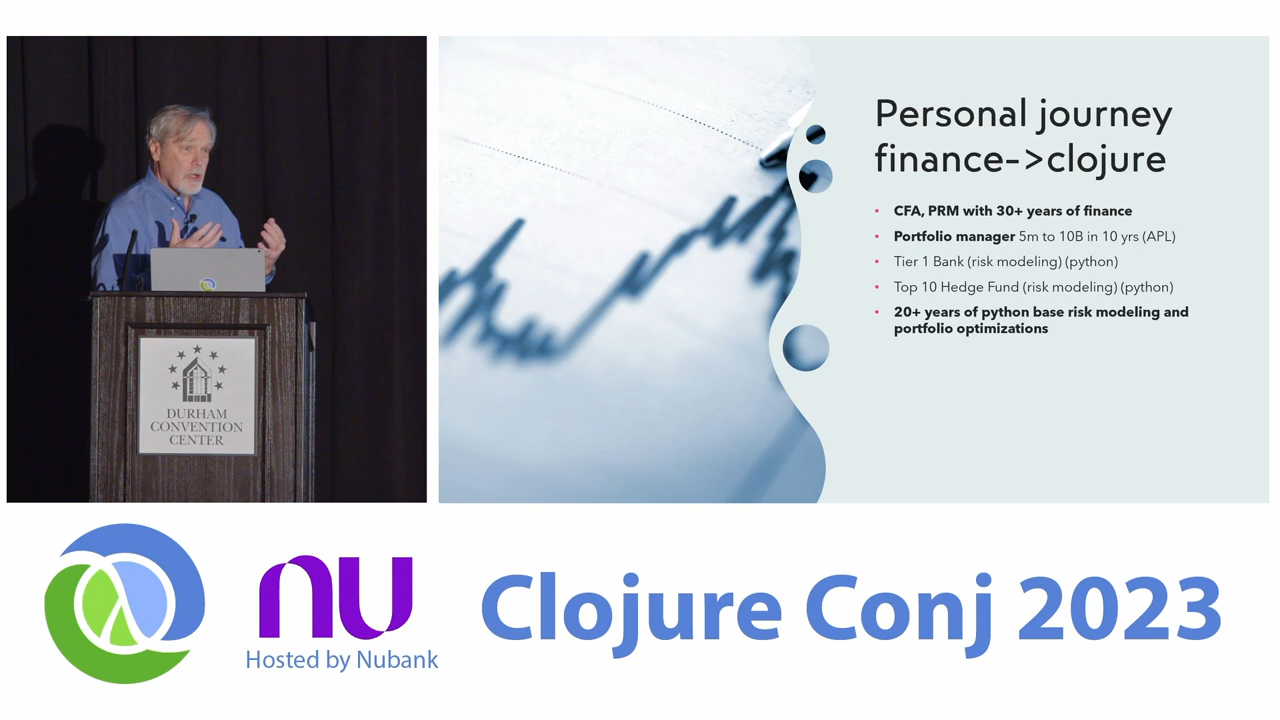 Personal journey
finance->clojure
• CFA, PRM with 30+ years of finance
• Portfolio manager 5m to 10B in 10 yrs (APL)
• Tier 1 Bank (risk modeling) (python)
• Top 10 Hedge Fund (risk modeling) (python)
• 20+ years of python base risk modeling and
portfolio optimizations
DURHAM
CONVENTION
CENTER
nu
Hosted by Nubank
Clojure Conj 2023